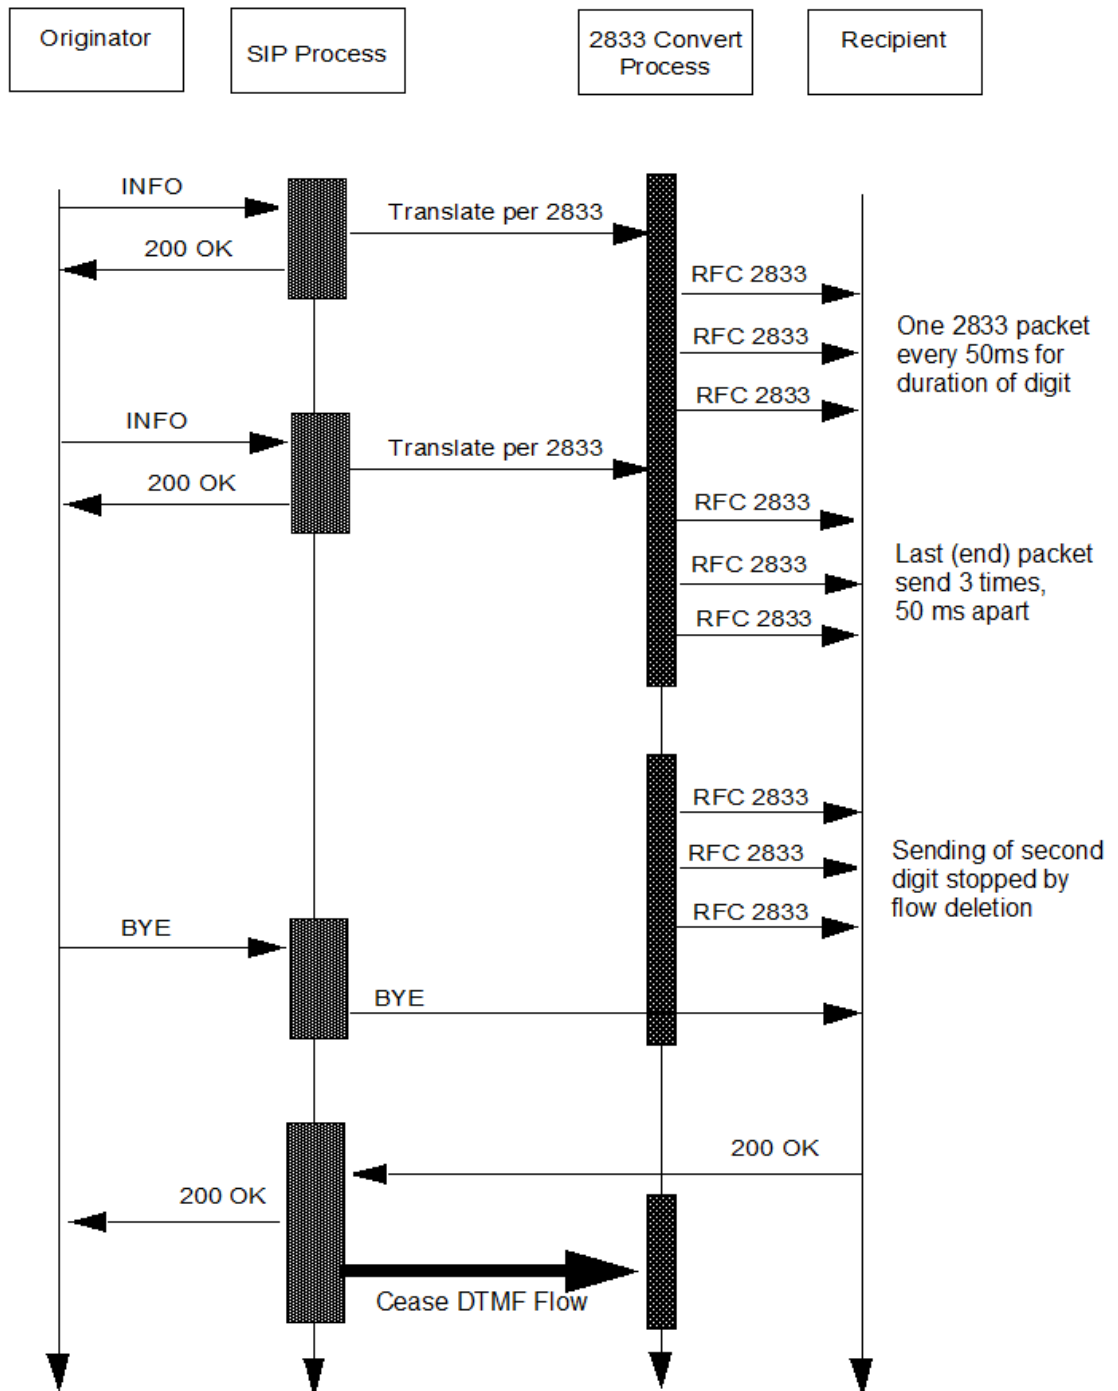 Originator
SIP Process
2833 Convert
Process
Recipient
INFO
Translate per 2833
200 OK
RFC 2833
RFC 2833
RFC 2833
One 2833 packet
every 50ms for
duration of digit
INFO
Translate per 2833
200 OK
RFC 2833
RFC 2833
RFC 2833
Last (end) packet
send 3 times,
50 ms apart
RFC 2833
RFC 2833
RFC 2833
Sending of second
digit stopped by
flow deletion
BYE
BYE
200 OK
200 OK
Cease DTMF Flow